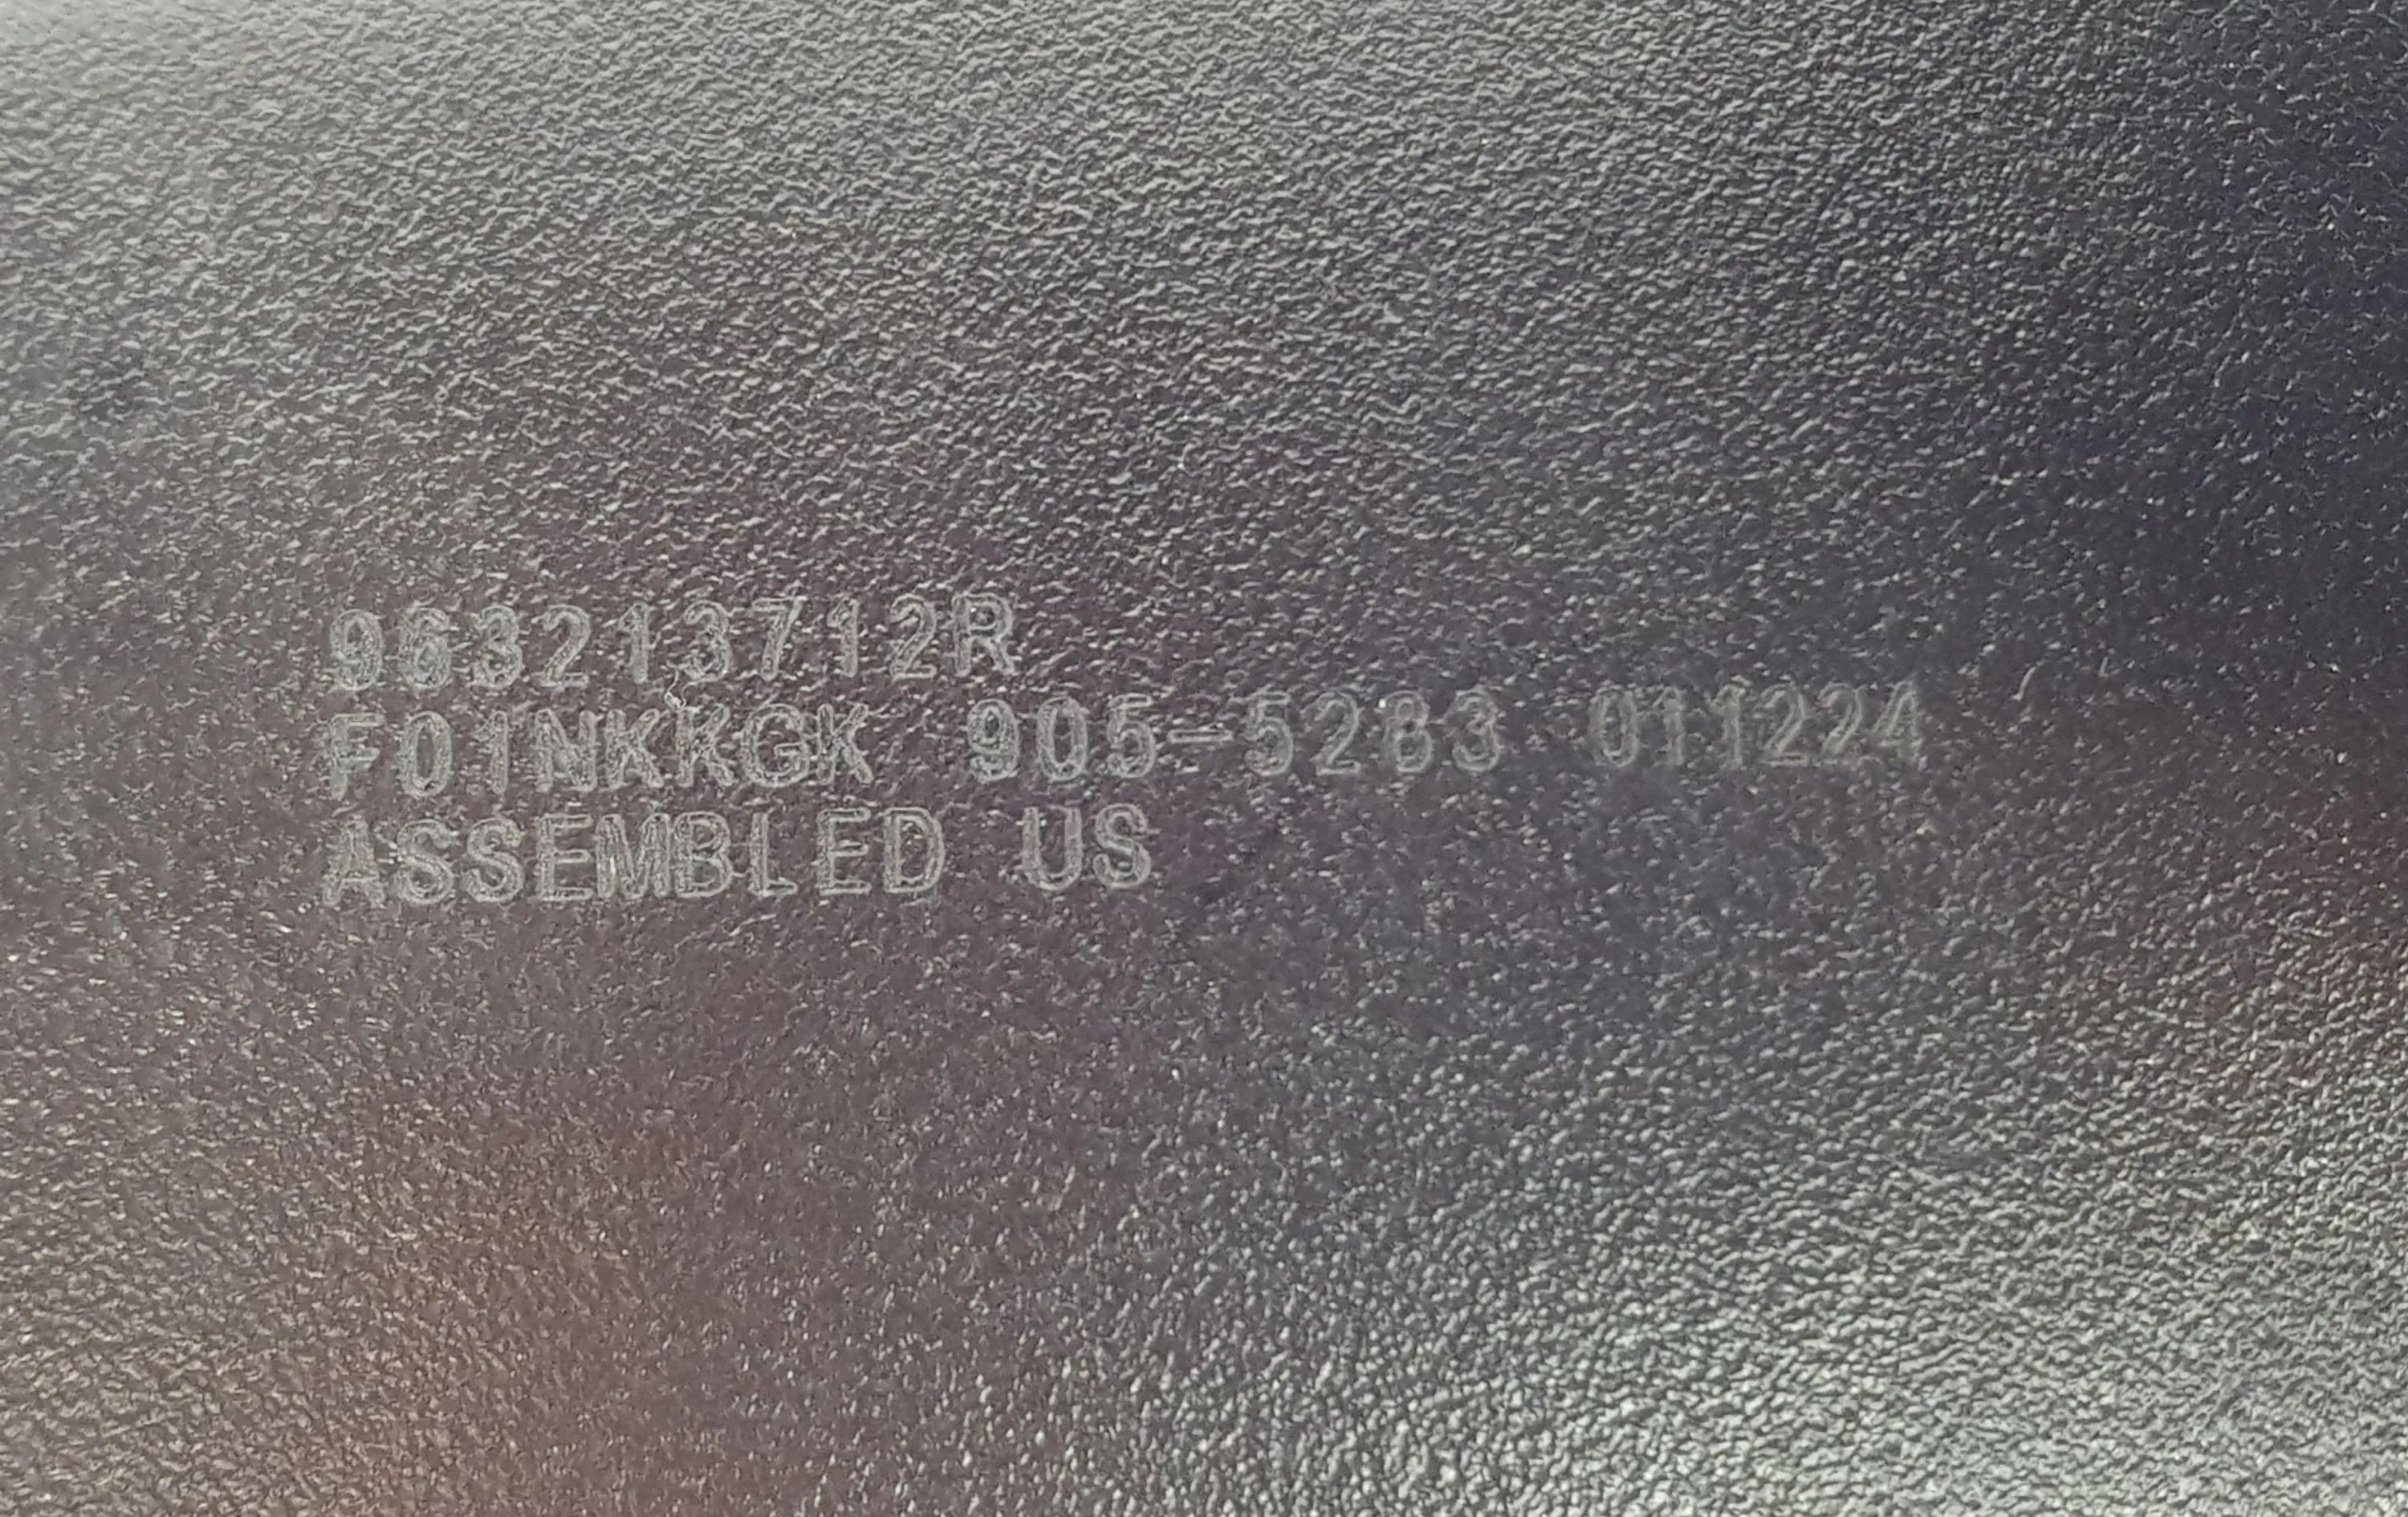 963213712R
F01NKKGK 905-5283 011224
ASSEMBLED US